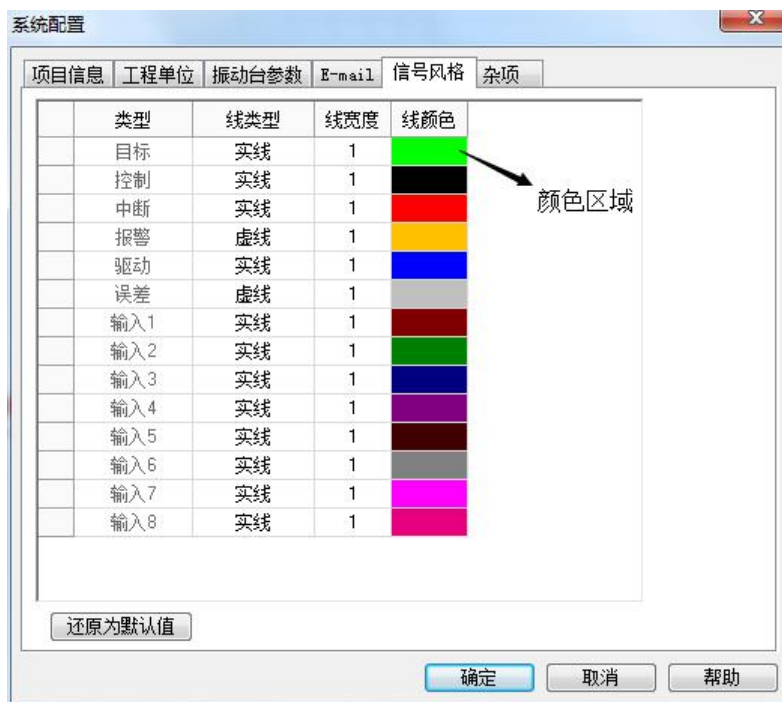 系统配置
项目信息 工程单位 振动台参数 E-mail 信号风格 杂项
类型 线类型 线宽度 线颜色
目标 实线 1
控制 实线 1
中断 实线 1
报警 虚线 1
驱动 实线 1
误差 虚线 1
输入1 实线 1
输入2 实线 1
输入3 实线 1
输入4 实线 1
输入5 实线 1
输入6 实线 1
输入7 实线 1
输入8 实线 1
颜色区域
还原为默认值
确定 取消 帮助